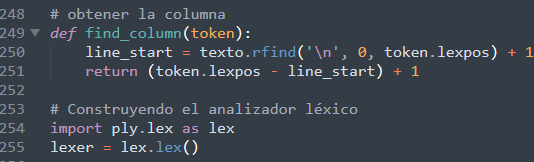 248 # obtener la columna
249 def find_column(token):
250     line_start = texto.rfind('\n', 0, token.lexpos) + 1
251     return (token.lexpos - line_start) + 1
252
253 # Construyendo el analizador léxico
254 import ply.lex as lex
255 lexer = lex.lex()